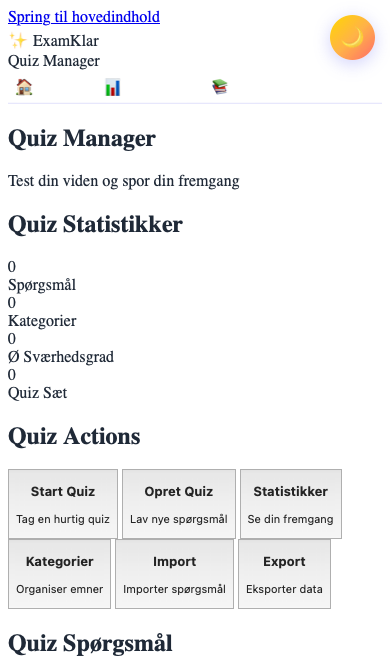 Spring til hovedindhold
✨ ExamKlar
Quiz Manager
Quiz Manager
Test din viden og spor din fremgang
Quiz Statistikker
0
Spørgsmål
0
Kategorier
0
Ø Sværhedsgrad
0
Quiz Sæt
Quiz Actions
Start Quiz
Tag en hurtig quiz
Opret Quiz
Lav nye spørgsmål
Statistikker
Se din fremgang
Kategorier
Organiser emner
Import
Importer spørgsmål
Export
Eksporter data
Quiz Spørgsmål